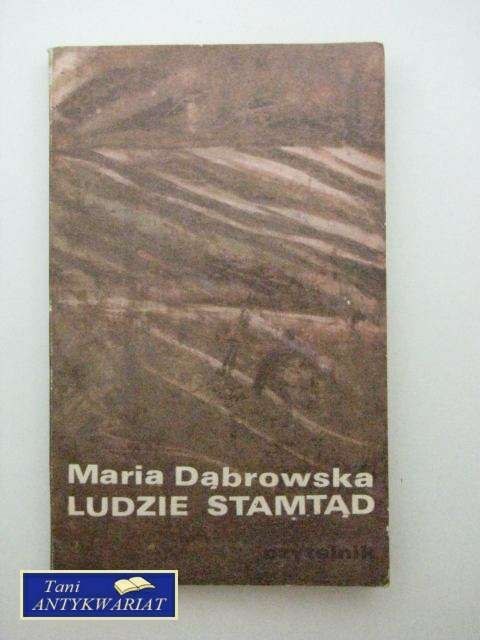 Maria Dąbrowska
LUDZIE STAMTĄD
czytelnik
Tani
ANTYKWARIAT